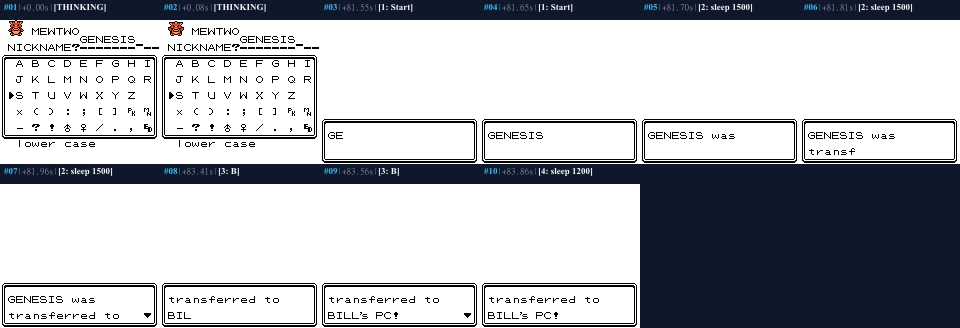 #01 | +0.00s | [THINKING]
MEWTWO
GENESIS
NICKNAME?
A B C D E F G H I
J K L M N O P Q R
S T U V W X Y Z
× ( ) : ; [ ] PK MN
- ? ! ♂ ♀ / . , ED
lower case
#02 | +0.08s | [THINKING]
MEWTWO
GENESIS
NICKNAME?
A B C D E F G H I
J K L M N O P Q R
S T U V W X Y Z
× ( ) : ; [ ] PK MN
- ? ! ♂ ♀ / . , ED
lower case
#03 | +81.55s | [1: Start]
GE
#04 | +81.65s | [1: Start]
GENESIS
#05 | +81.70s | [2: sleep 1500]
GENESIS was
#06 | +81.81s | [2: sleep 1500]
GENESIS was
transf
#07 | +81.96s | [2: sleep 1500]
GENESIS was
transferred to
#08 | +83.41s | [3: B]
transferred to
BIL
#09 | +83.56s | [3: B]
transferred to
BILL's PC!
#10 | +83.86s | [4: sleep 1200]
transferred to
BILL's PC!